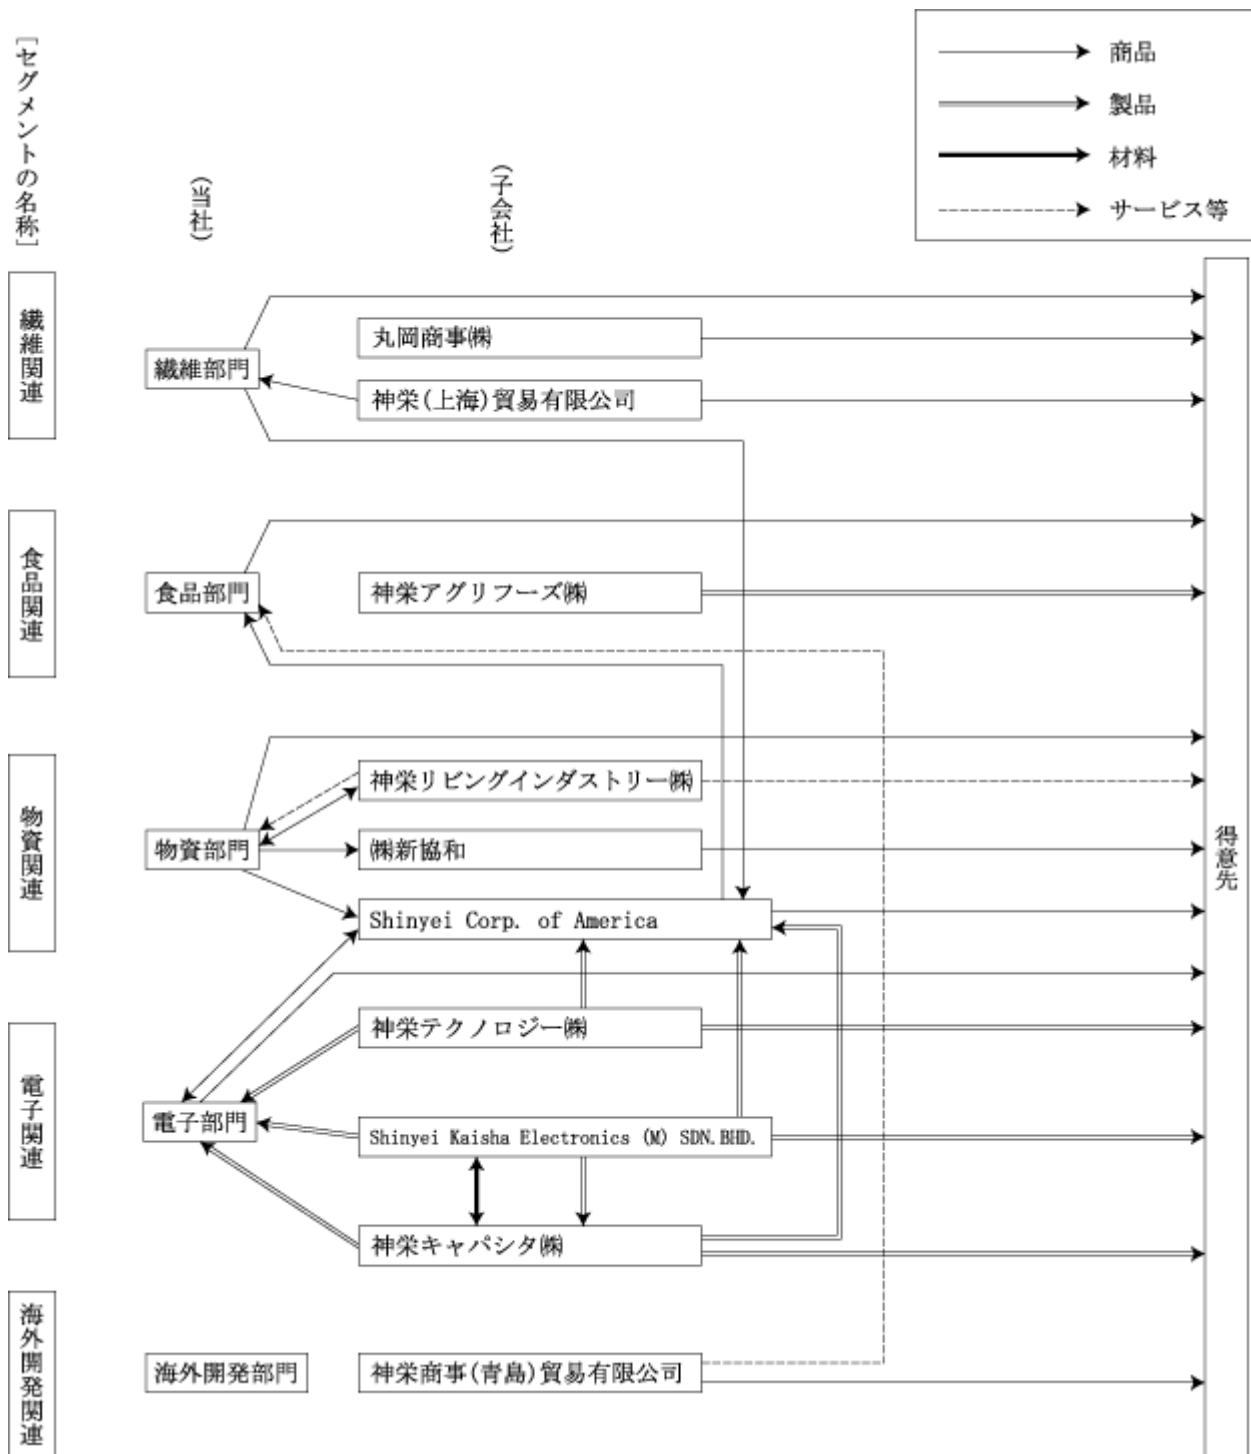 [セグメントの名称]
(当社)
(子会社)
商品
製品
材料
サービス等
繊維関連
繊維部門
丸岡商事㈱
神栄(上海)貿易有限公司
食品関連
食品部門
神栄アグリフーズ㈱
物資関連
物資部門
神栄リビングインダストリー㈱
㈱新協和
Shinyei Corp. of America
得意先
電子関連
電子部門
神栄テクノロジー㈱
Shinyei Kaisha Electronics (M) SDN.BHD.
神栄キャパシタ㈱
海外開発関連
海外開発部門
神栄商事(青島)貿易有限公司